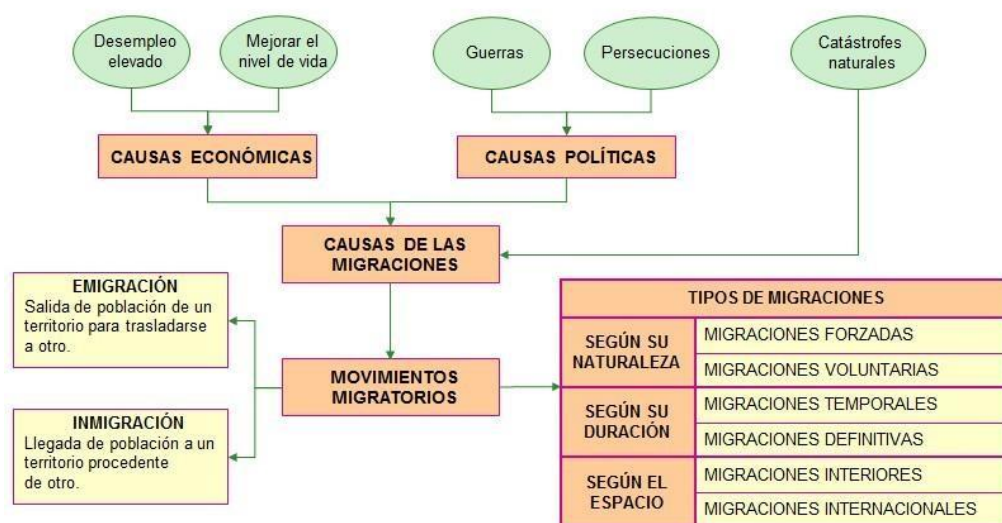 Desempleo
elevado
Mejorar el
nivel de vida
Guerras
Persecuciones
Catástrofes
naturales
CAUSAS ECONÓMICAS
CAUSAS POLÍTICAS
CAUSAS DE LAS
MIGRACIONES
EMIGRACIÓN
Salida de población de un
territorio para trasladarse
a otro.
MOVIMIENTOS
MIGRATORIOS
INMIGRACIÓN
Llegada de población a un
territorio procedente
de otro.
TIPOS DE MIGRACIONES
SEGÚN SU
NATURALEZA
MIGRACIONES FORZADAS
MIGRACIONES VOLUNTARIAS
SEGÚN SU
DURACIÓN
MIGRACIONES TEMPORALES
MIGRACIONES DEFINITIVAS
SEGÚN EL
ESPACIO
MIGRACIONES INTERIORES
MIGRACIONES INTERNACIONALES